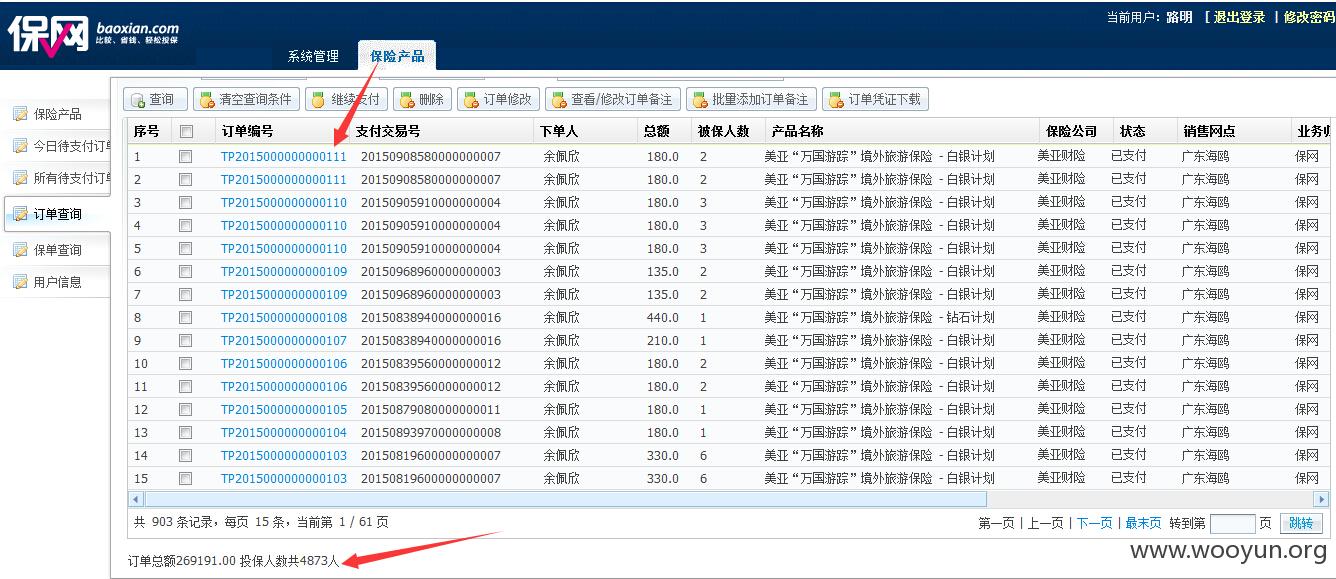 当前用户：路明 [ 退出登录 | 修改密码
保网 baoxian.com
比较、省钱、轻松投保
系统管理 保险产品
查询 清空查询条件 继续支付 删除 订单修改 查看/修改订单备注 批量添加订单备注 订单凭证下载
保险产品
今日待支付订单
所有待支付订单
订单查询
保单查询
用户信息
序号 订单编号 支付交易号 下单人 总额 被保人数 产品名称 保险公司 状态 销售网点 业务归
1 TP2015000000000111 20150908580000000007 余佩欣 180.0 2 美亚“万国游踪”境外旅游保险 - 白银计划 美亚财险 已支付 广东海鸥 保网
2 TP2015000000000111 20150908580000000007 余佩欣 180.0 2 美亚“万国游踪”境外旅游保险 - 白银计划 美亚财险 已支付 广东海鸥 保网
3 TP2015000000000110 20150905910000000004 余佩欣 180.0 3 美亚“万国游踪”境外旅游保险 - 白银计划 美亚财险 已支付 广东海鸥 保网
4 TP2015000000000110 20150905910000000004 余佩欣 180.0 3 美亚“万国游踪”境外旅游保险 - 白银计划 美亚财险 已支付 广东海鸥 保网
5 TP2015000000000110 20150905910000000004 余佩欣 180.0 3 美亚“万国游踪”境外旅游保险 - 白银计划 美亚财险 已支付 广东海鸥 保网
6 TP2015000000000109 20150968960000000003 余佩欣 135.0 2 美亚“万国游踪”境外旅游保险 - 白银计划 美亚财险 已支付 广东海鸥 保网
7 TP2015000000000109 20150968960000000003 余佩欣 135.0 2 美亚“万国游踪”境外旅游保险 - 白银计划 美亚财险 已支付 广东海鸥 保网
8 TP2015000000000108 20150838940000000016 余佩欣 440.0 1 美亚“万国游踪”境外旅游保险 - 钻石计划 美亚财险 已支付 广东海鸥 保网
9 TP2015000000000107 20150838940000000016 余佩欣 210.0 1 美亚“万国游踪”境外旅游保险 - 白银计划 美亚财险 已支付 广东海鸥 保网
10 TP2015000000000106 20150839560000000012 余佩欣 180.0 2 美亚“万国游踪”境外旅游保险 - 白银计划 美亚财险 已支付 广东海鸥 保网
11 TP2015000000000106 20150839560000000012 余佩欣 180.0 2 美亚“万国游踪”境外旅游保险 - 白银计划 美亚财险 已支付 广东海鸥 保网
12 TP2015000000000105 20150879080000000011 余佩欣 180.0 1 美亚“万国游踪”境外旅游保险 - 白银计划 美亚财险 已支付 广东海鸥 保网
13 TP2015000000000104 20150893970000000008 余佩欣 180.0 1 美亚“万国游踪”境外旅游保险 - 白银计划 美亚财险 已支付 广东海鸥 保网
14 TP2015000000000103 20150819600000000007 余佩欣 330.0 6 美亚“万国游踪”境外旅游保险 - 白银计划 美亚财险 已支付 广东海鸥 保网
15 TP2015000000000103 20150819600000000007 余佩欣 330.0 6 美亚“万国游踪”境外旅游保险 - 白银计划 美亚财险 已支付 广东海鸥 保网
共 903 条记录，每页 15 条，当前第 1 / 61 页 第一页 | 上一页 | 下一页 | 最末页 转到第 页 跳转
订单总额269191.00 投保人数共4873人
www.wooyun.org